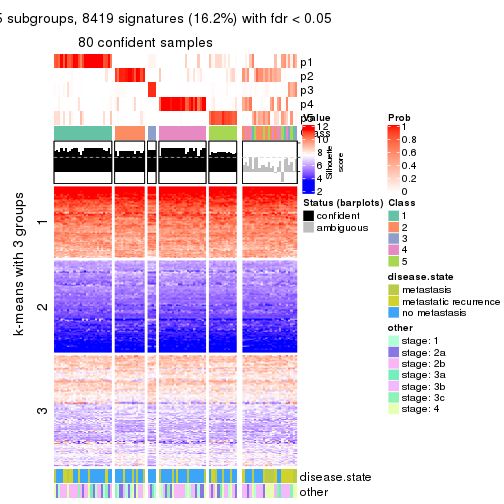 5 subgroups, 8419 signatures (16.2%) with fdr < 0.05
80 confident samples
p1
p2
p3
p4
p5
Value
12
10
8
6
4
2
Silhouette
score
Prob
1
0.8
0.6
0.4
0.2
0
Status (barplots)
confident
ambiguous
Class
1
2
3
4
5
disease.state
metastasis
metastatic recurrence
no metastasis
other
stage: 1
stage: 2a
stage: 2b
stage: 3a
stage: 3b
stage: 3c
stage: 4
k-means with 3 groups
1
2
3
disease.state
other